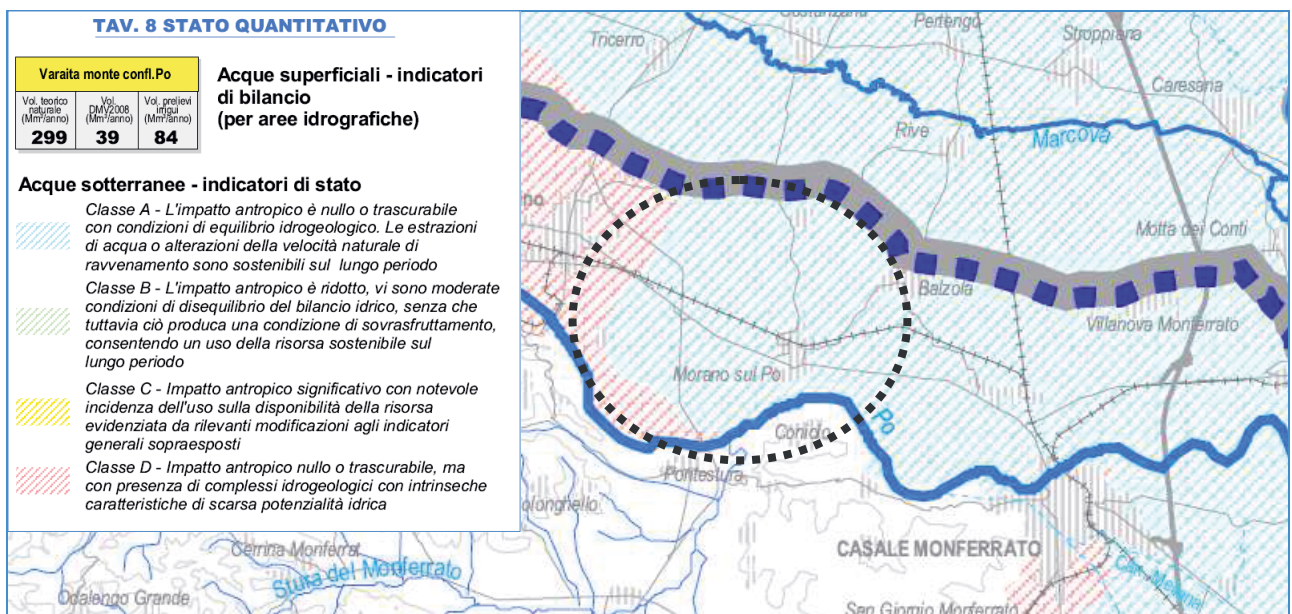 TAV. 8 STATO QUANTITATIVO
Varaita monte confl.Po
Vol. teorico
naturale
(Mm³/anno)
299
Vol.
DMV2008
(Mm³/anno)
39
Vol. prelievi
irrigui
(Mm³/anno)
84
Acque superficiali - indicatori
di bilancio
(per aree idrografiche)
Acque sotterranee - indicatori di stato
Classe A - L'impatto antropico è nullo o trascurabile
con condizioni di equilibrio idrogeologico. Le estrazioni
di acqua o alterazioni della velocità naturale di
ravvenamento sono sostenibili sul lungo periodo
Classe B - L'impatto antropico è ridotto, vi sono moderate
condizioni di disequilibrio del bilancio idrico, senza che
tuttavia ciò produca una condizione di sovrasfruttamento,
consentendo un uso della risorsa sostenibile sul
lungo periodo
Classe C - Impatto antropico significativo con notevole
incidenza dell'uso sulla disponibilità della risorsa
evidenziata da rilevanti modificazioni agli indicatori
generali sopraesposti
Classe D - Impatto antropico nullo o trascurabile, ma
con presenza di complessi idrogeologici con intrinseche
caratteristiche di scarsa potenzialità idrica
Costanzana
Pertengo
Stroppiana
Tricerro
Caresana
Rive
Marcova
no
Motta dei Conti
Balzola
Villanova Monferrato
Morano sul Po
Po
Coniolo
Pontestura
olonghello
CASALE MONFERRATO
Cerrina Monferrat
Stura del Monferrato
Odalengo Grande
San Giorgio Monferrato